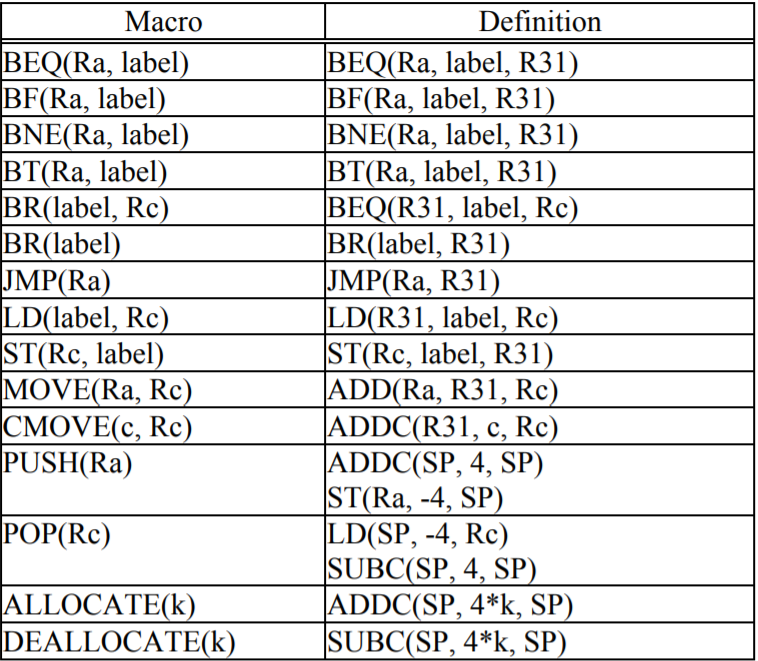 Macro Definition
BEQ(Ra, label) BEQ(Ra, label, R31)
BF(Ra, label) BF(Ra, label, R31)
BNE(Ra, label) BNE(Ra, label, R31)
BT(Ra, label) BT(Ra, label, R31)
BR(label, Rc) BEQ(R31, label, Rc)
BR(label) BR(label, R31)
JMP(Ra) JMP(Ra, R31)
LD(label, Rc) LD(R31, label, Rc)
ST(Rc, label) ST(Rc, label, R31)
MOVE(Ra, Rc) ADD(Ra, R31, Rc)
CMOVE(c, Rc) ADDC(R31, c, Rc)
PUSH(Ra) ADDC(SP, 4, SP)
ST(Ra, -4, SP)
POP(Rc) LD(SP, -4, Rc)
SUBC(SP, 4, SP)
ALLOCATE(k) ADDC(SP, 4*k, SP)
DEALLOCATE(k) SUBC(SP, 4*k, SP)